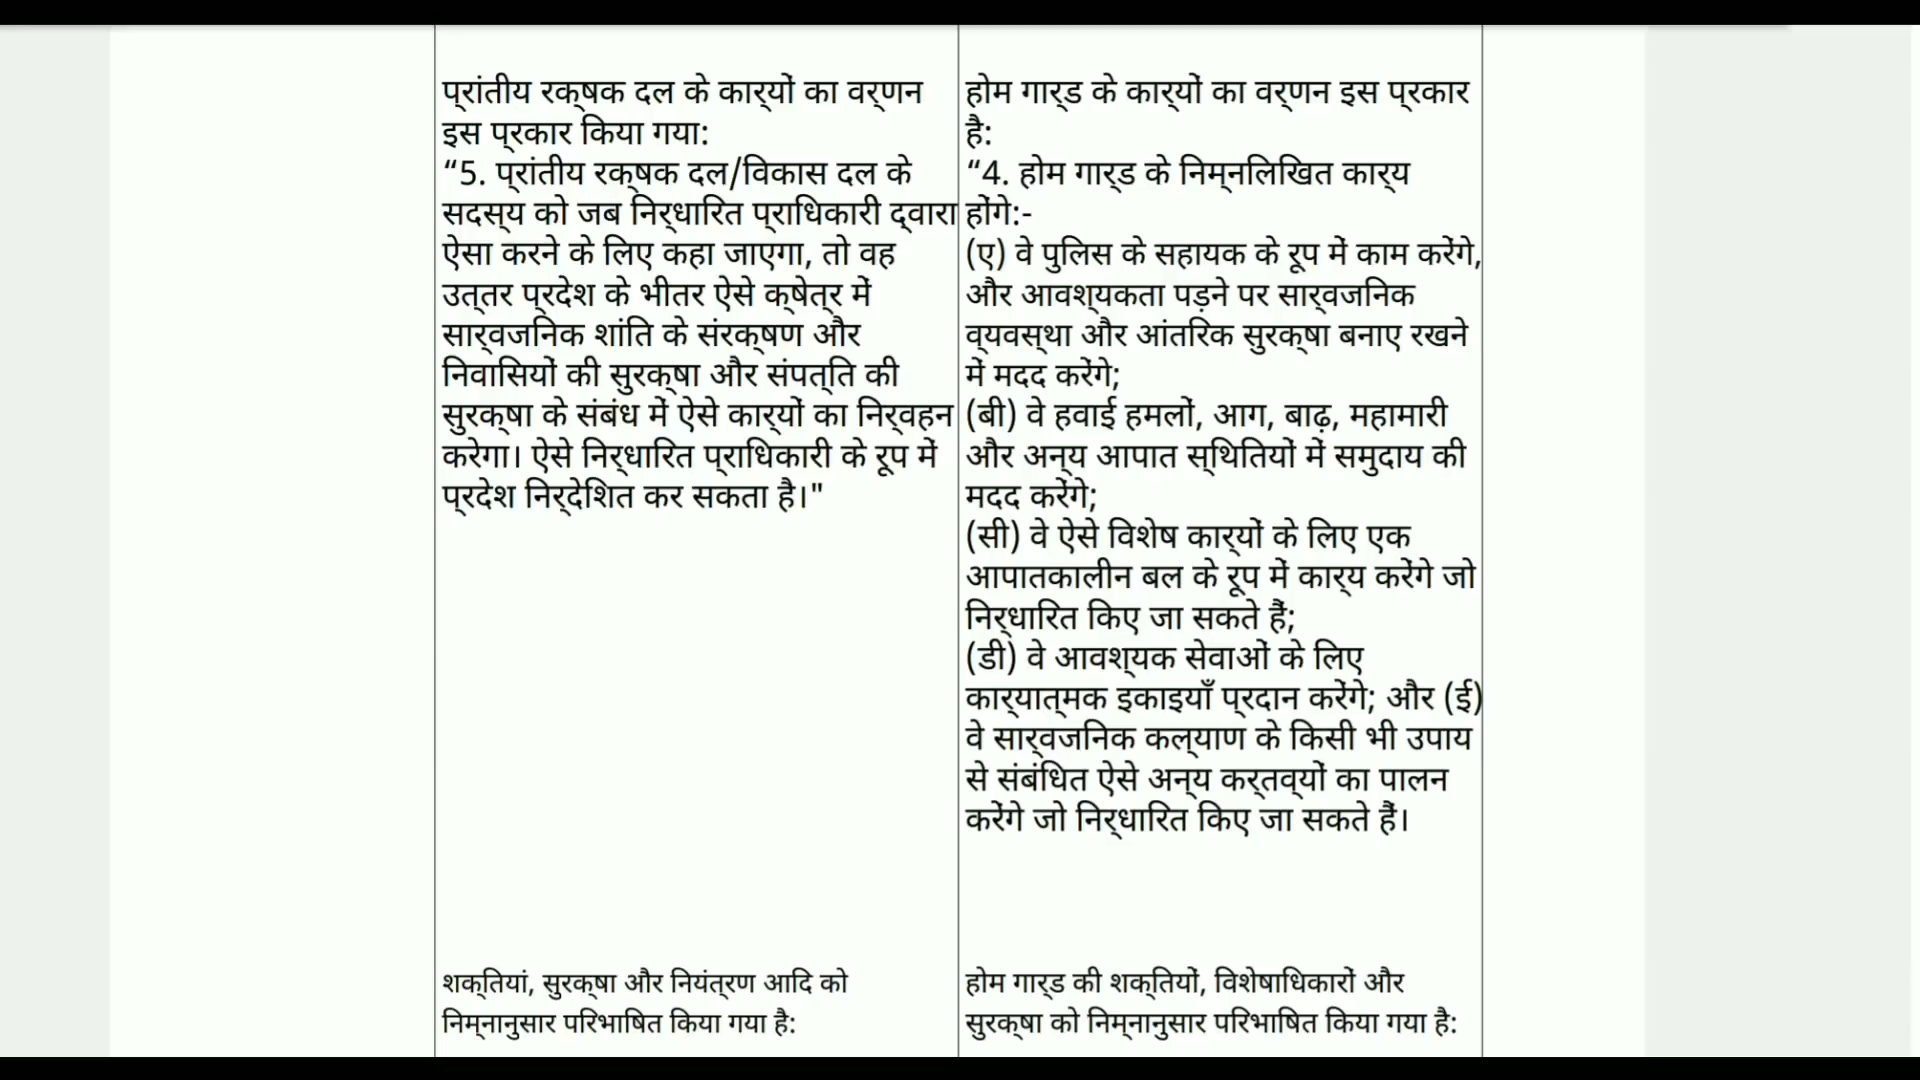 प्रांतीय रक्षक दल के कार्यों का वर्णन
इस प्रकार किया गया:
“5. प्रांतीय रक्षक दल/विकास दल के
सदस्य को जब निर्धारित प्राधिकारी द्वारा
ऐसा करने के लिए कहा जाएगा, तो वह
उत्तर प्रदेश के भीतर ऐसे क्षेत्र में
सार्वजनिक शांति के संरक्षण और
निवासियों की सुरक्षा और संपत्ति की
सुरक्षा के संबंध में ऐसे कार्यों का निर्वहन
करेगा। ऐसे निर्धारित प्राधिकारी के रूप में
प्रदेश निर्देशित कर सकता है।"
शक्तियां, सुरक्षा और नियंत्रण आदि को
निम्नानुसार परिभाषित किया गया है:
होम गार्ड के कार्यों का वर्णन इस प्रकार
है:
“4. होम गार्ड के निम्नलिखित कार्य
होंगे:-
(ए) वे पुलिस के सहायक के रूप में काम करेंगे,
और आवश्यकता पड़ने पर सार्वजनिक
व्यवस्था और आंतरिक सुरक्षा बनाए रखने
में मदद करेंगे;
(बी) वे हवाई हमलों, आग, बाढ़, महामारी
और अन्य आपात स्थितियों में समुदाय की
मदद करेंगे;
(सी) वे ऐसे विशेष कार्यों के लिए एक
आपातकालीन बल के रूप में कार्य करेंगे जो
निर्धारित किए जा सकते हैं;
(डी) वे आवश्यक सेवाओं के लिए
कार्यात्मक इकाइयाँ प्रदान करेंगे; और (ई)
वे सार्वजनिक कल्याण के किसी भी उपाय
से संबंधित ऐसे अन्य कर्तव्यों का पालन
करेंगे जो निर्धारित किए जा सकते हैं।
होम गार्ड की शक्तियों, विशेषाधिकारों और
सुरक्षा को निम्नानुसार परिभाषित किया गया है: